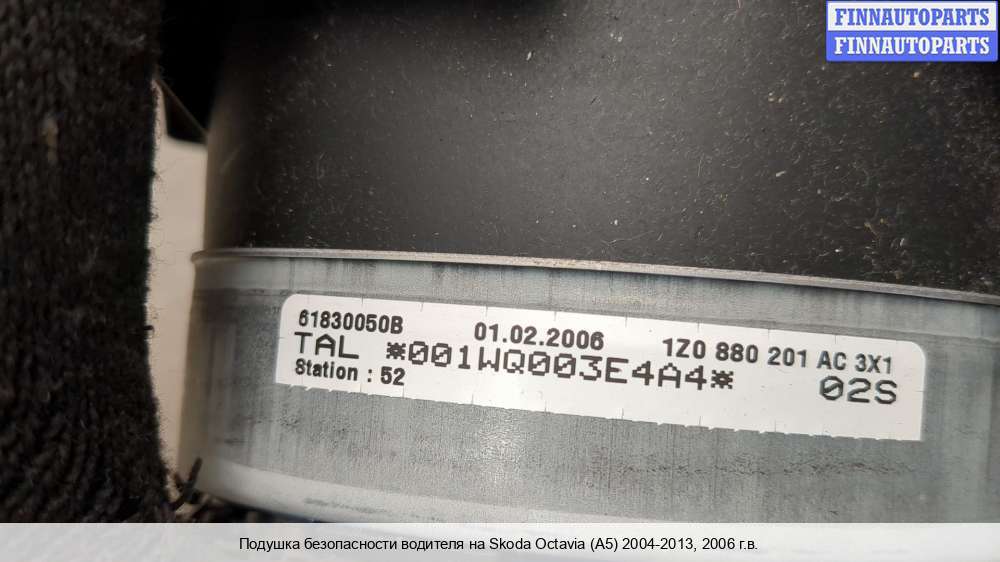 FINNAUTOPARTS
FINNAUTOPARTS
61830050B 01.02.2006 1Z0 880 201 AC 3X1
TAL *001WQ003E4A4* 02S
Station : 52
Подушка безопасности водителя на Skoda Octavia (A5) 2004-2013, 2006 г.в.